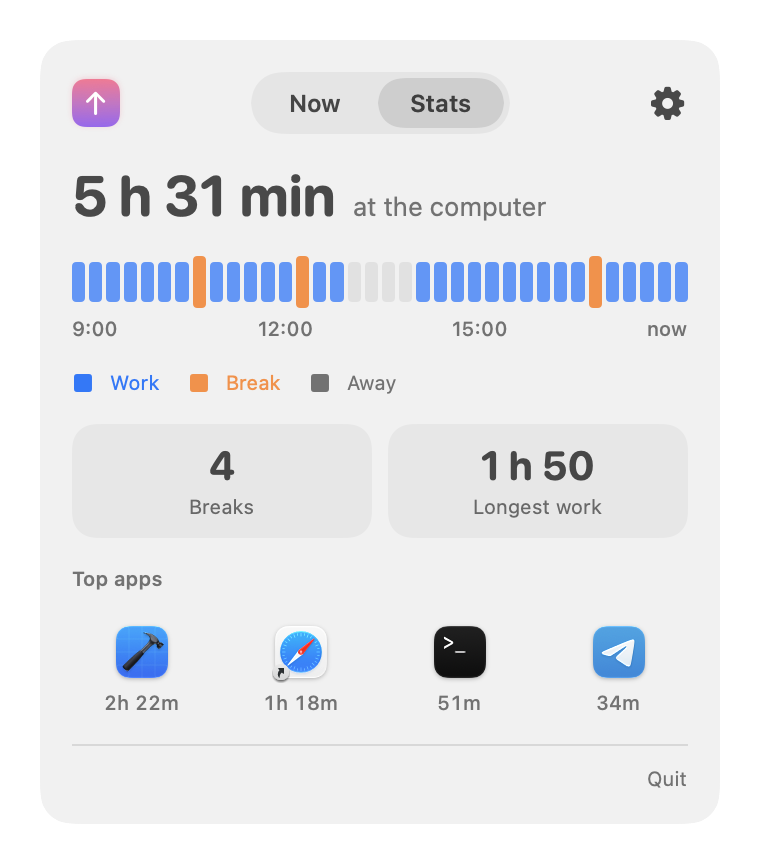 Now Stats
5 h 31 min at the computer
9:00 12:00 15:00 now
Work Break Away
4 1 h 50
Breaks Longest work
Top apps
>_
2h 22m 1h 18m 51m 34m
Quit